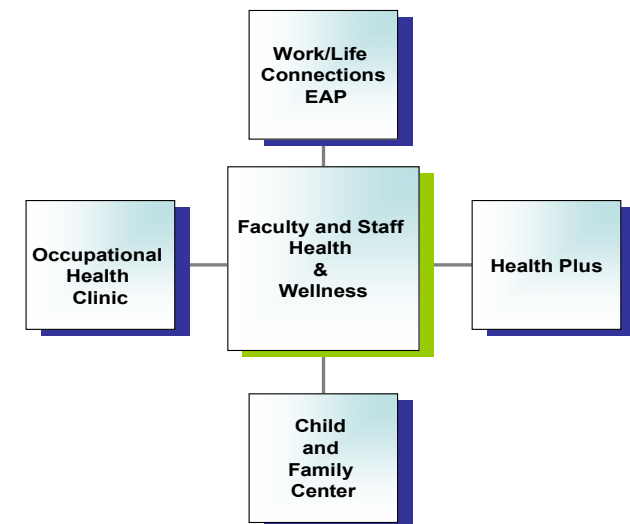 Work/Life
Connections
EAP
Faculty and Staff
Health
&
Wellness
Occupational
Health
Clinic
Health Plus
Child
and
Family
Center